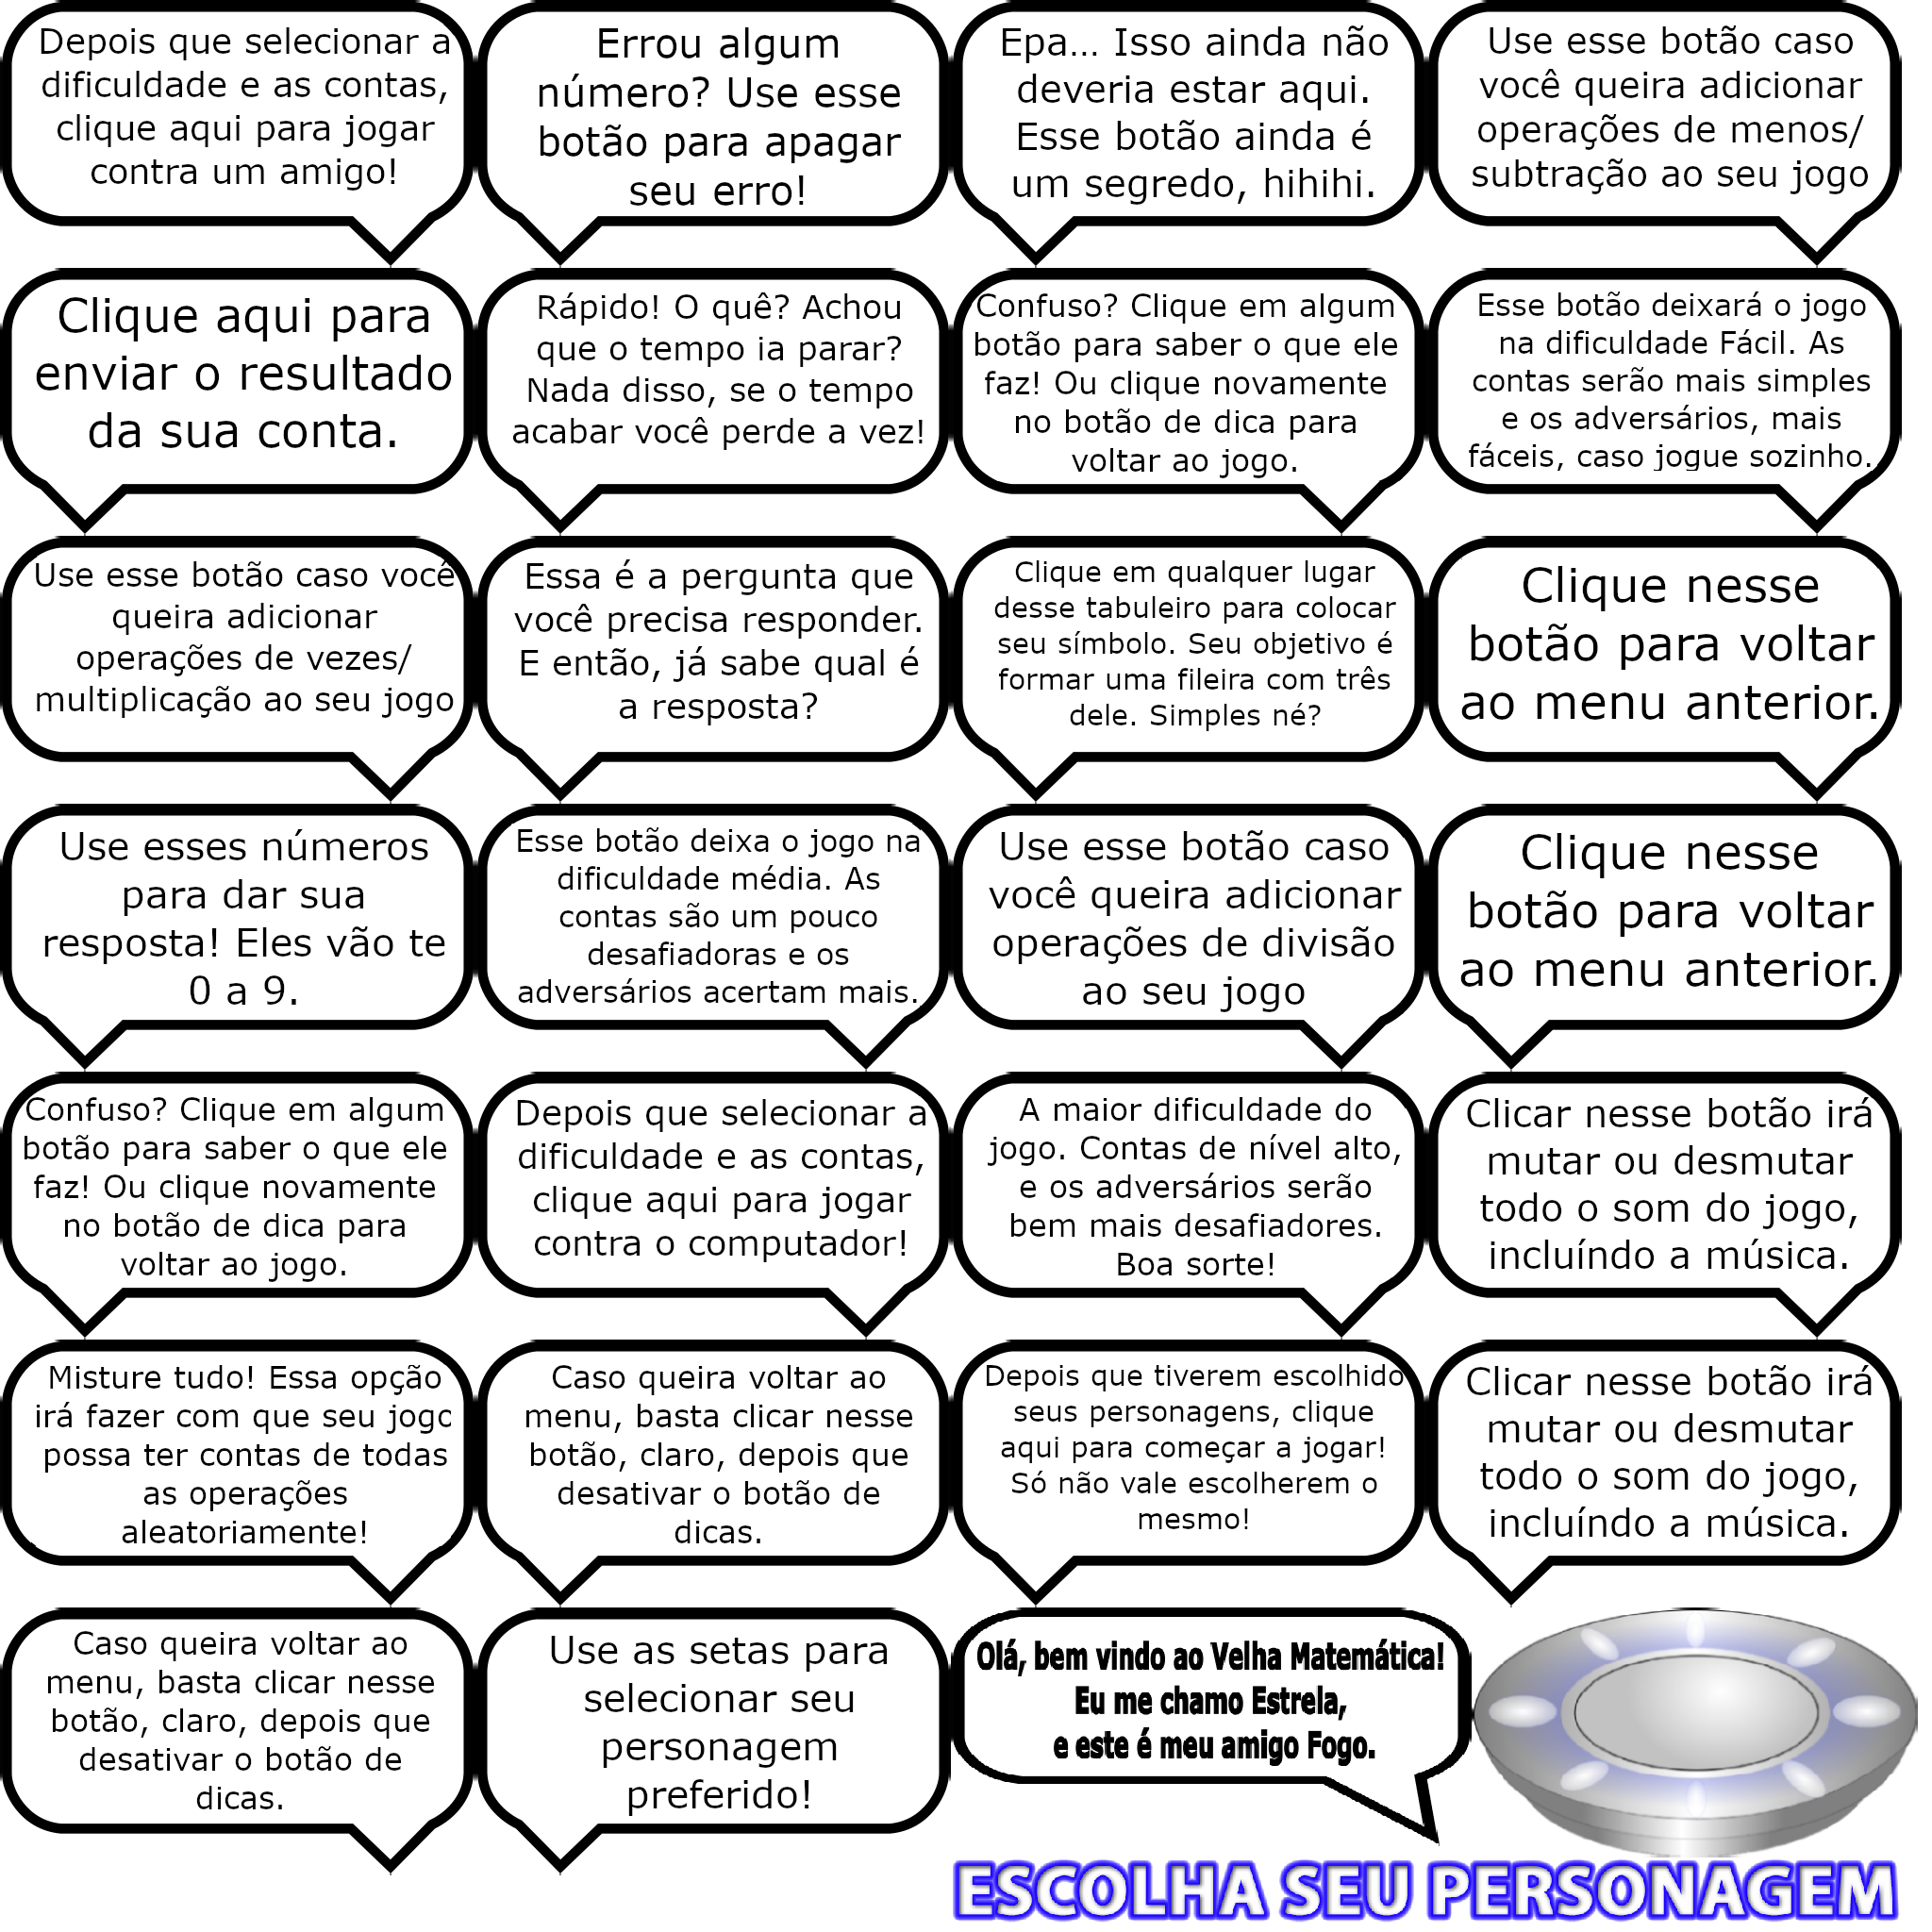 Depois que selecionar a
dificuldade e as contas,
clique aqui para jogar
contra um amigo!
Errou algum
número? Use esse
botão para apagar
seu erro!
Epa... Isso ainda não
deveria estar aqui.
Esse botão ainda é
um segredo, hihihi.
Use esse botão caso
você queira adicionar
operações de menos/
subtração ao seu jogo
Clique aqui para
enviar o resultado
da sua conta.
Rápido! O quê? Achou
que o tempo ia parar?
Nada disso, se o tempo
acabar você perde a vez!
Confuso? Clique em algum
botão para saber o que ele
faz! Ou clique novamente
no botão de dica para
voltar ao jogo.
Esse botão deixará o jogo
na dificuldade Fácil. As
contas serão mais simples
e os adversários, mais
fáceis, caso jogue sozinho.
Use esse botão caso você
queira adicionar
operações de vezes/
multiplicação ao seu jogo
Essa é a pergunta que
você precisa responder.
E então, já sabe qual é
a resposta?
Clique em qualquer lugar
desse tabuleiro para colocar
seu símbolo. Seu objetivo é
formar uma fileira com três
dele. Simples né?
Clique nesse
botão para voltar
ao menu anterior.
Use esses números
para dar sua
resposta! Eles vão te
0 a 9.
Esse botão deixa o jogo na
dificuldade média. As
contas são um pouco
desafiadoras e os
adversários acertam mais.
Use esse botão caso
você queira adicionar
operações de divisão
ao seu jogo
Clique nesse
botão para voltar
ao menu anterior.
Confuso? Clique em algum
botão para saber o que ele
faz! Ou clique novamente
no botão de dica para
voltar ao jogo.
Depois que selecionar a
dificuldade e as contas,
clique aqui para jogar
contra o computador!
A maior dificuldade do
jogo. Contas de nível alto,
e os adversários serão
bem mais desafiadores.
Boa sorte!
Clicar nesse botão irá
mutar ou desmutar
todo o som do jogo,
incluíndo a música.
Misture tudo! Essa opção
irá fazer com que seu jogo
possa ter contas de todas
as operações
aleatoriamente!
Caso queira voltar ao
menu, basta clicar nesse
botão, claro, depois que
desativar o botão de
dicas.
Depois que tiverem escolhido
seus personagens, clique
aqui para começar a jogar!
Só não vale escolherem o
mesmo!
Clicar nesse botão irá
mutar ou desmutar
todo o som do jogo,
incluíndo a música.
Caso queira voltar ao
menu, basta clicar nesse
botão, claro, depois que
desativar o botão de
dicas.
Use as setas para
selecionar seu
personagem
preferido!
Olá, bem vindo ao Velha Matemática!
Eu me chamo Estrela,
e este é meu amigo Fogo.
ESCOLHA SEU PERSONAGEM